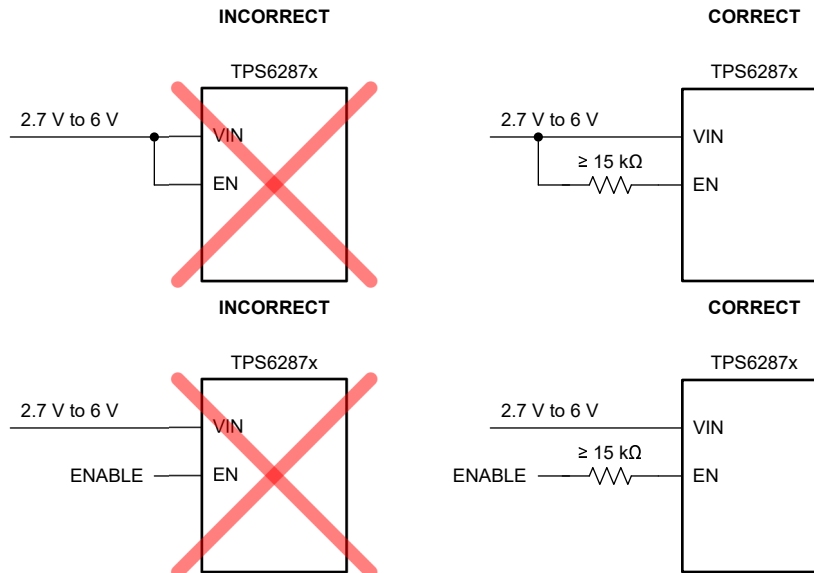 INCORRECT
CORRECT
TPS6287x
TPS6287x
2.7 V to 6 V
VIN
EN
2.7 V to 6 V
≥ 15 kΩ
VIN
EN
INCORRECT
CORRECT
TPS6287x
TPS6287x
2.7 V to 6 V
VIN
ENABLE
EN
2.7 V to 6 V
VIN
≥ 15 kΩ
ENABLE
EN